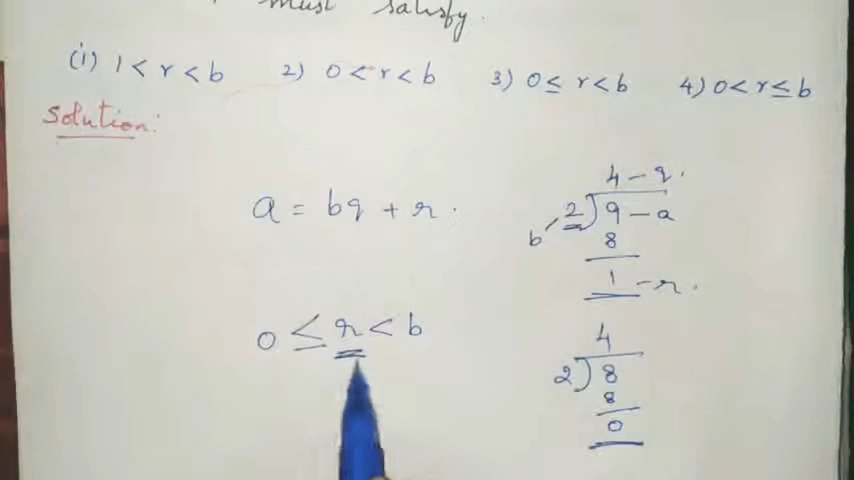 must satisfy.
(i) 1 < r < b 2) 0 < r < b 3) 0 ≤ r < b 4) 0 < r ≤ b
Solution:
a = bq + r.
4 - q.
b 2) 9 - a
8
1 - r.
0 ≤ r < b
4
2) 8
8
0